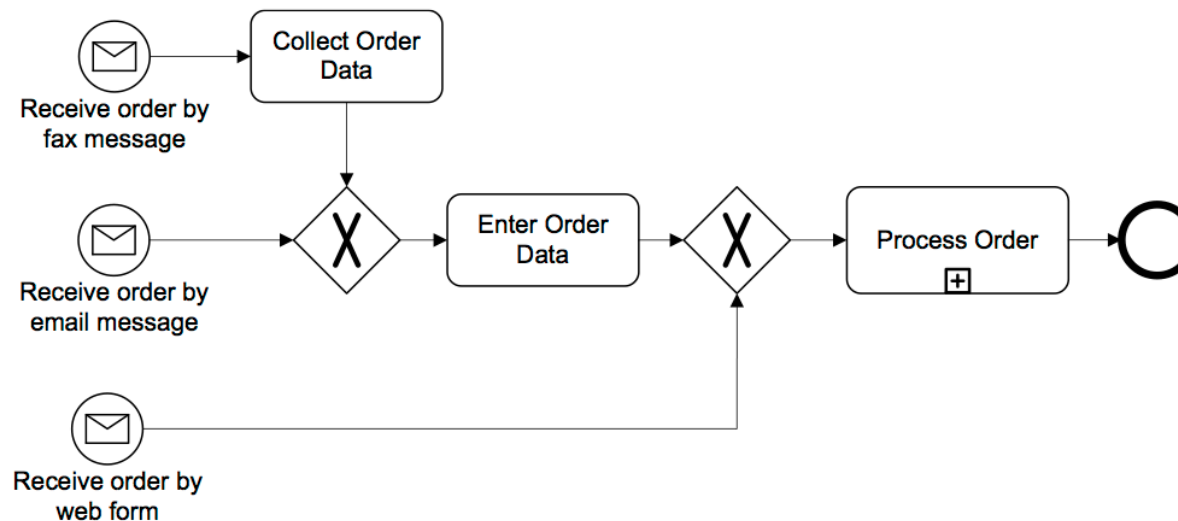 Collect Order
Data
Receive order by
fax message
Enter Order
Data
Process Order
Receive order by
email message
Receive order by
web form